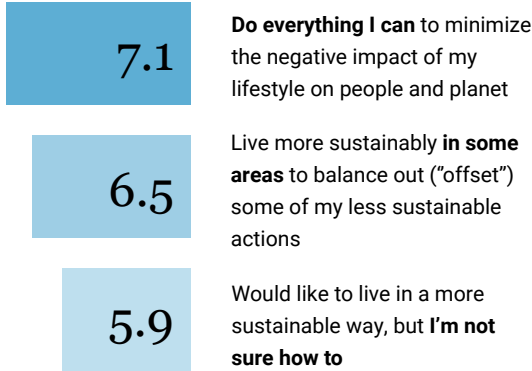 7.1
Do everything I can to minimize
the negative impact of my
lifestyle on people and planet
6.5
Live more sustainably in some
areas to balance out ("offset")
some of my less sustainable
actions
5.9
Would like to live in a more
sustainable way, but I’m not
sure how to